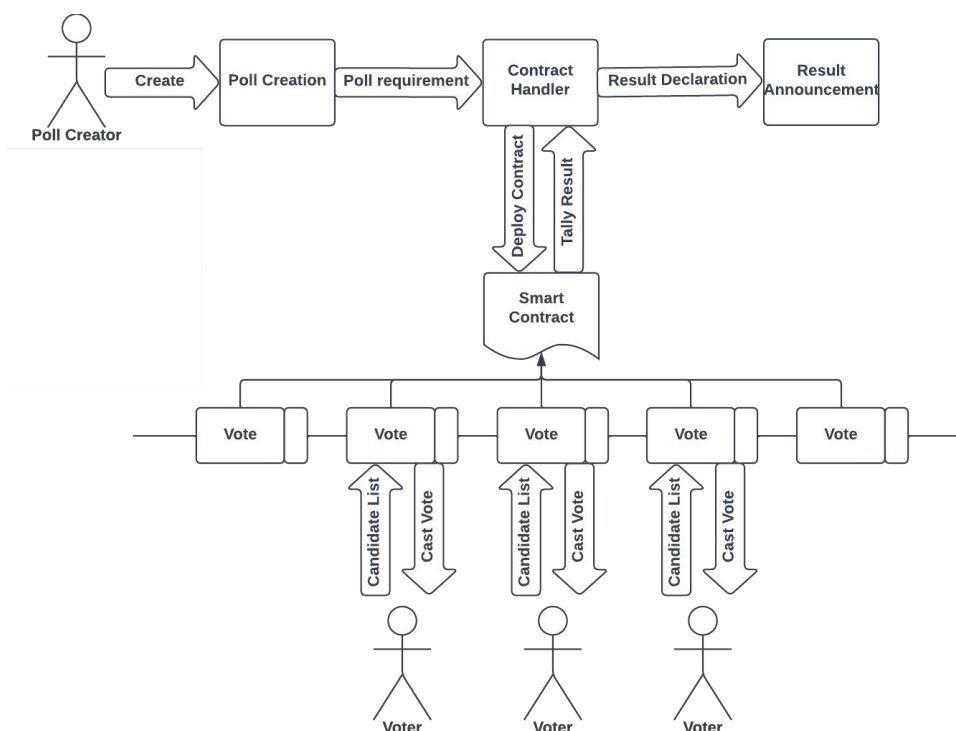 Create
Poll Creation
Poll requirement
Contract
Handler
Result Declaration
Result
Announcement
Poll Creator
Deploy Contract
Tally Result
Smart
Contract
Vote
Vote
Vote
Vote
Vote
Candidate List
Cast Vote
Candidate List
Cast Vote
Candidate List
Cast Vote
Voter
Voter
Voter